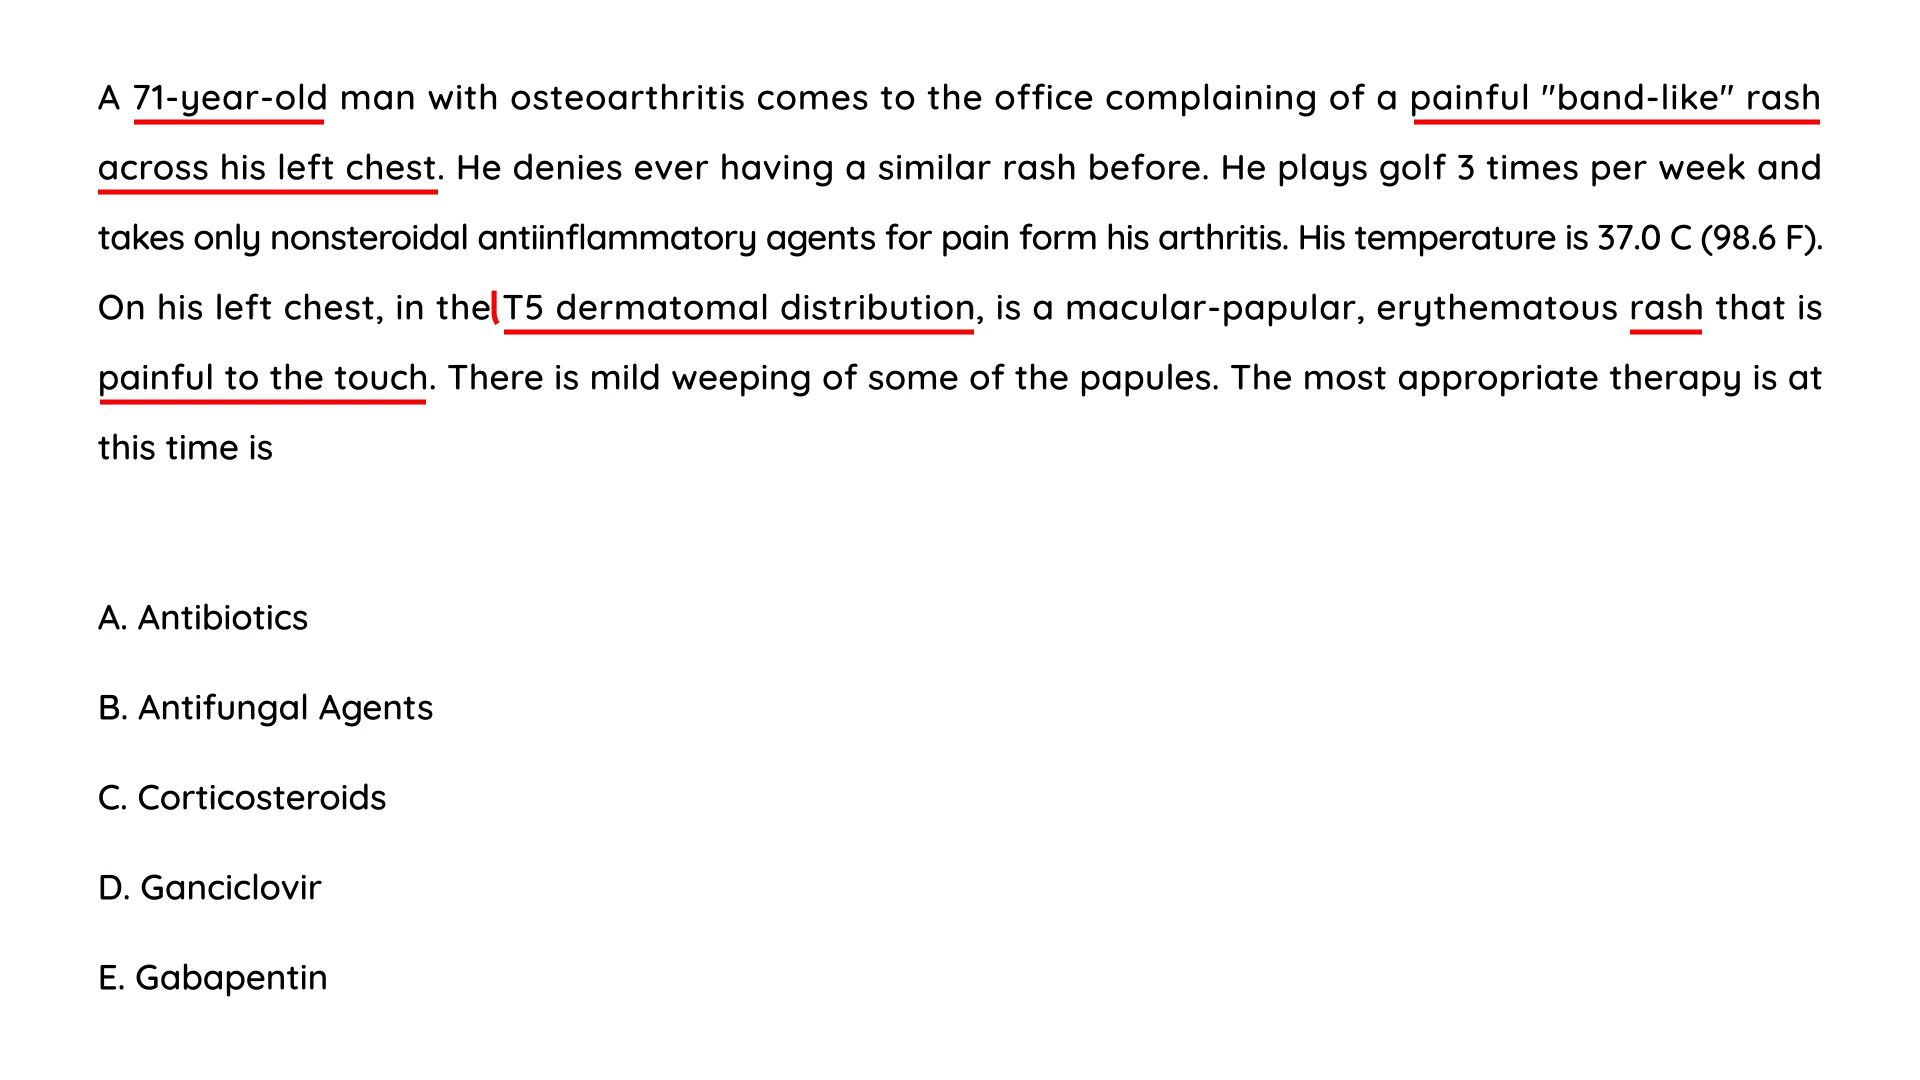 A 71-year-old man with osteoarthritis comes to the office complaining of a painful "band-like" rash
across his left chest. He denies ever having a similar rash before. He plays golf 3 times per week and
takes only nonsteroidal antiinflammatory agents for pain form his arthritis. His temperature is 37.0 C (98.6 F).
On his left chest, in the T5 dermatomal distribution, is a macular-papular, erythematous rash that is
painful to the touch. There is mild weeping of some of the papules. The most appropriate therapy is at
this time is
A. Antibiotics
B. Antifungal Agents
C. Corticosteroids
D. Ganciclovir
E. Gabapentin